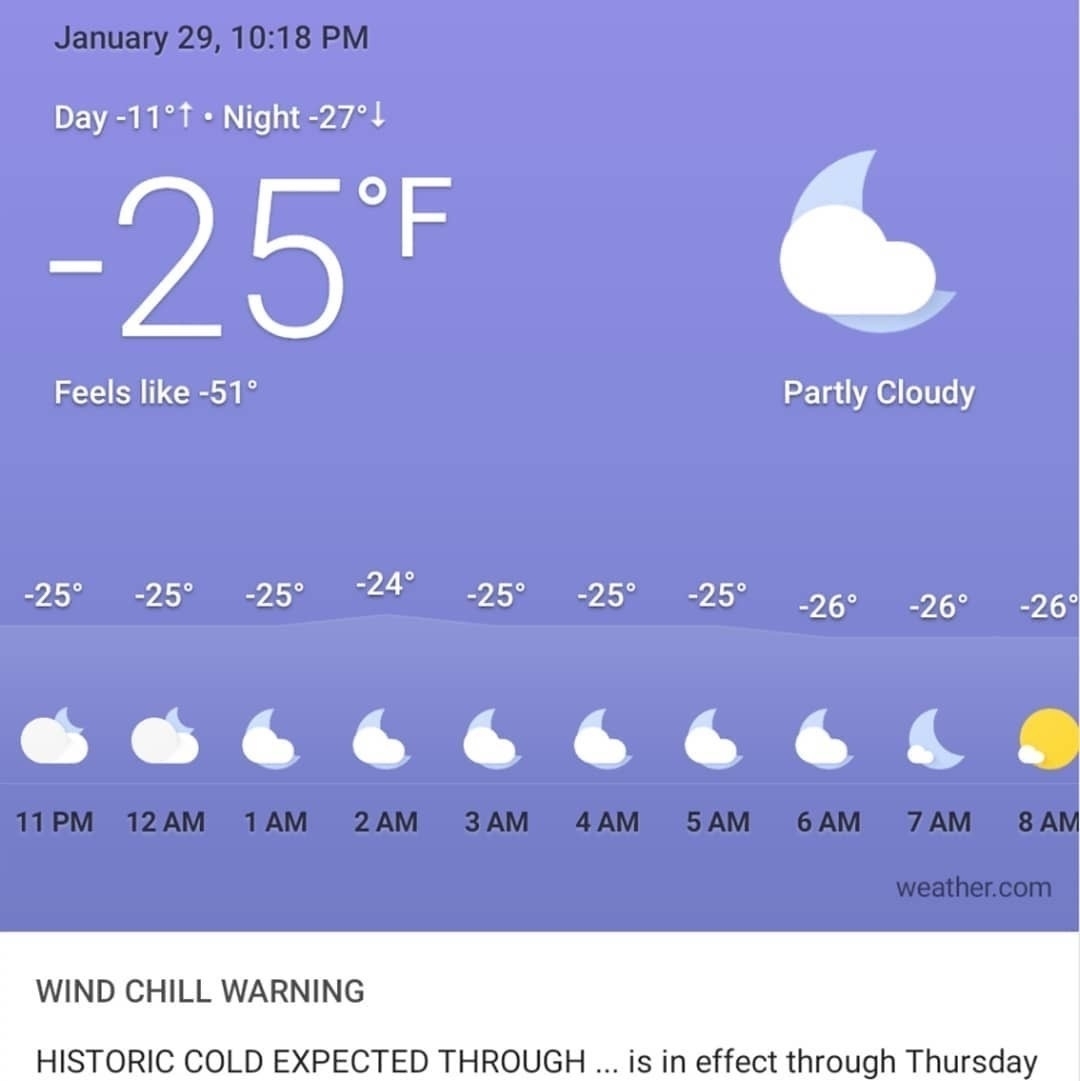 January 29, 10:18 PM
Day -11°↑ • Night -27°↓
-25°F
Feels like -51°
Partly Cloudy
-25° -25° -25° -24° -25° -25° -25° -26° -26° -26°
11 PM 12 AM 1 AM 2 AM 3 AM 4 AM 5 AM 6 AM 7 AM 8 AM
weather.com
WIND CHILL WARNING
HISTORIC COLD EXPECTED THROUGH ... is in effect through Thursday